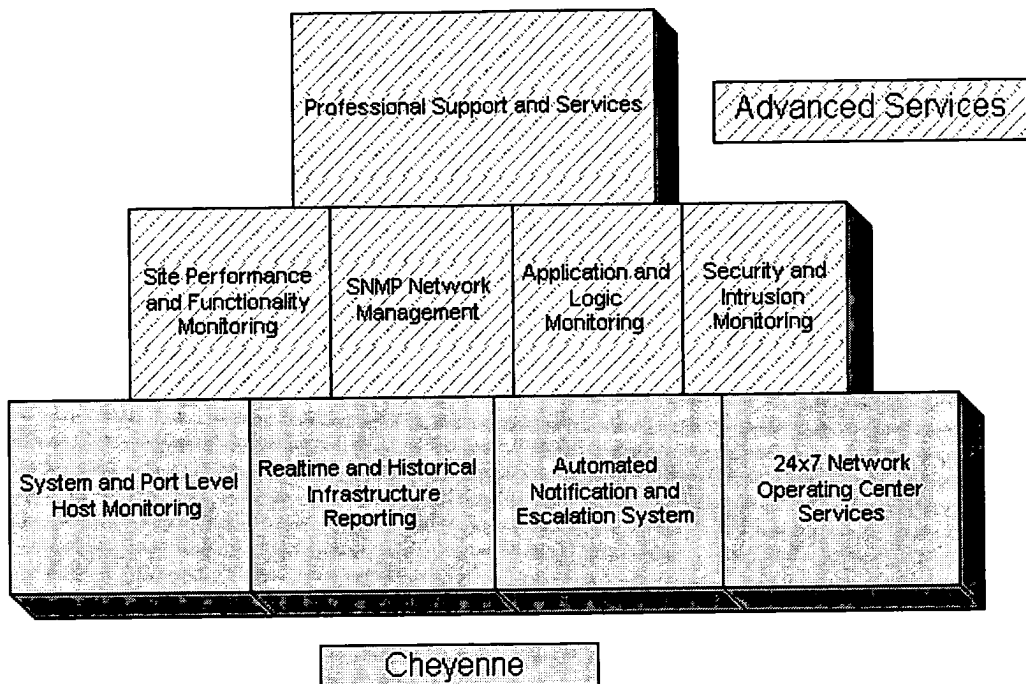 Professional Support and Services
Advanced Services
Site Performance
and Functionality
Monitoring
SNMP Network
Management
Application and
Logic
Monitoring
Security and
Intrusion
Monitoring
System and Port Level
Host Monitoring
Realtime and Historical
Infrastructure
Reporting
Automated
Notification and
Escalation System
24x7 Network
Operating Center
Services
Cheyenne